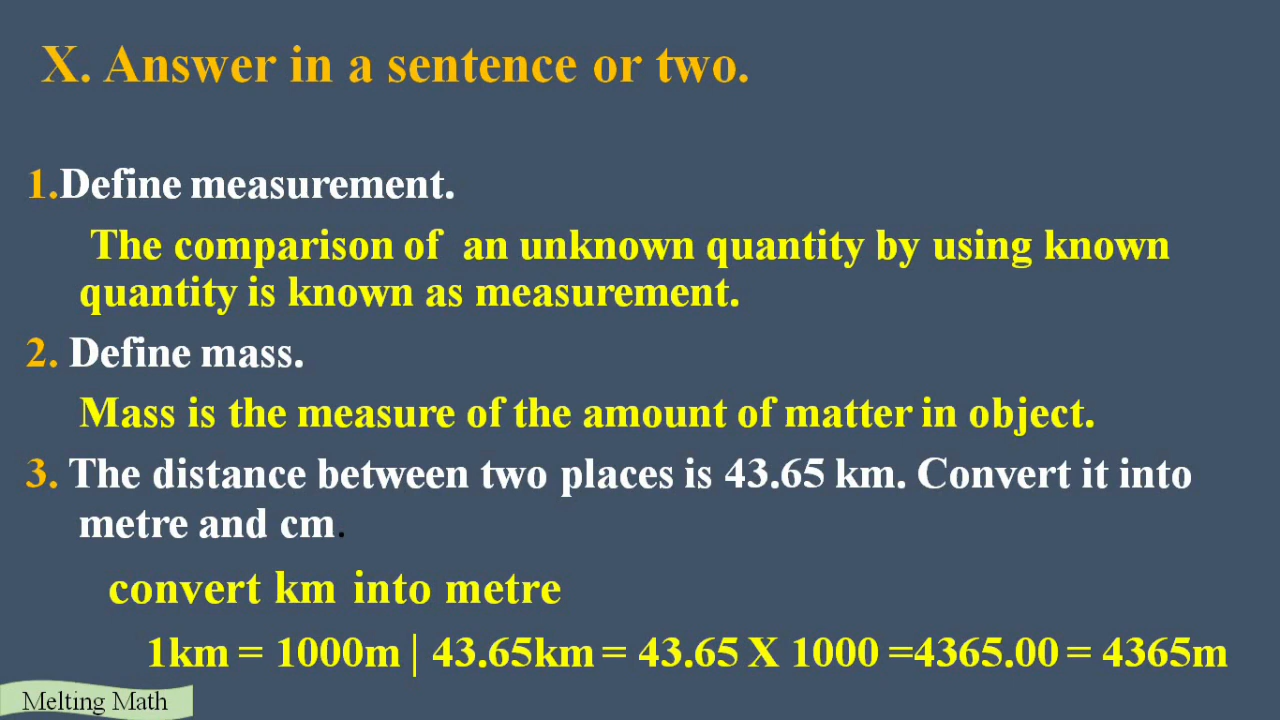 X. Answer in a sentence or two.
1.Define measurement.
The comparison of an unknown quantity by using known
quantity is known as measurement.
2. Define mass.
Mass is the measure of the amount of matter in object.
3. The distance between two places is 43.65 km. Convert it into
metre and cm.
convert km into metre
1km = 1000m | 43.65km = 43.65 X 1000 =4365.00 = 4365m
Melting Math